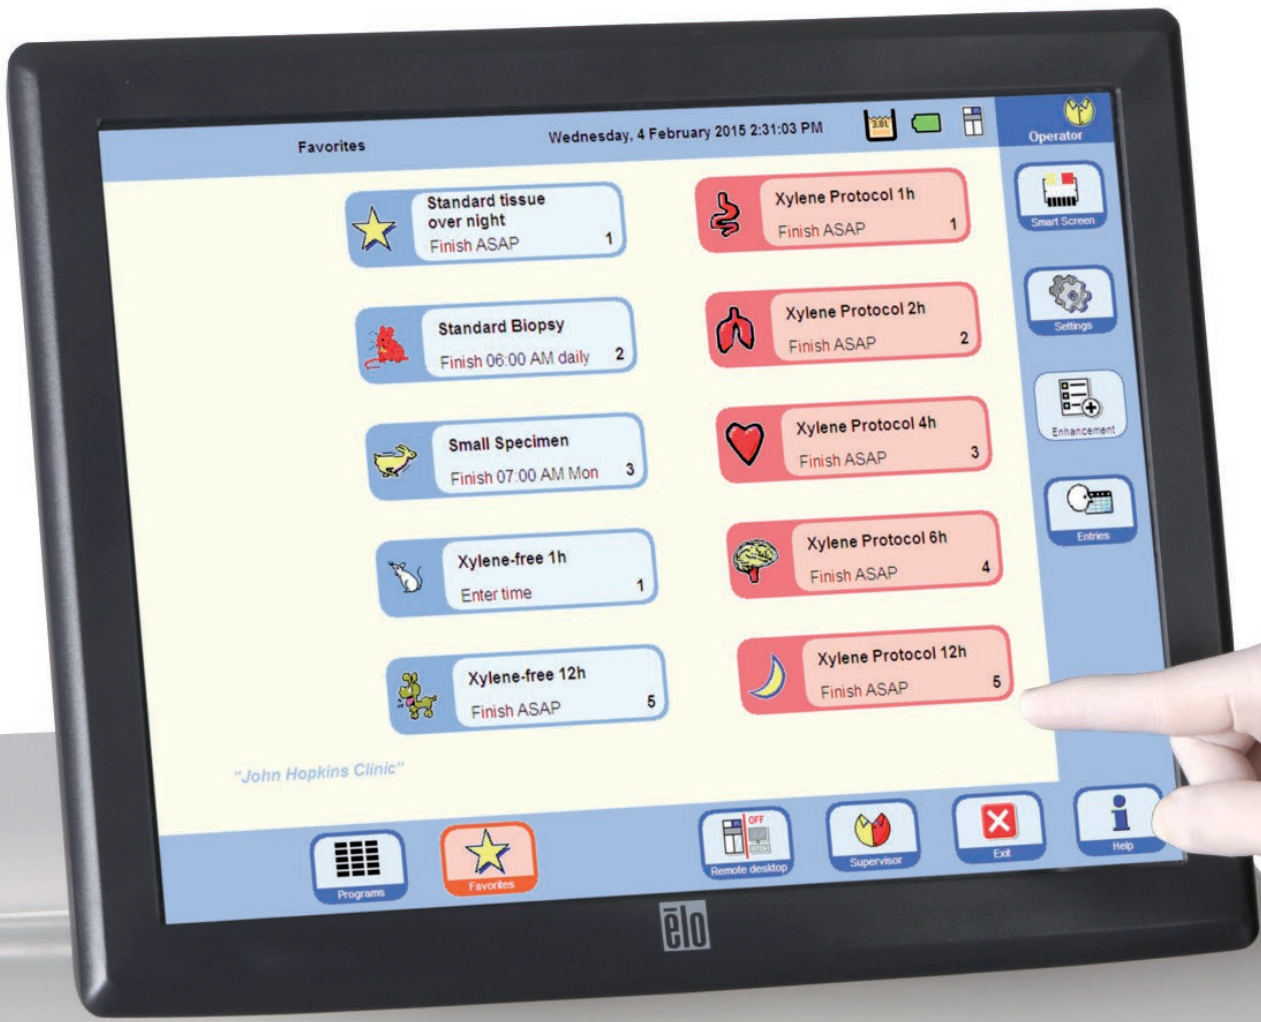 Favorites
Wednesday, 4 February 2015 2:31:03 PM
3.8L
Operator
Standard tissue
over night
Finish ASAP 1
Standard Biopsy
Finish 06:00 AM daily 2
Small Specimen
Finish 07:00 AM Mon 3
Xylene-free 1h
Enter time 1
Xylene-free 12h
Finish ASAP 5
Xylene Protocol 1h
Finish ASAP 1
Xylene Protocol 2h
Finish ASAP 2
Xylene Protocol 4h
Finish ASAP 3
Xylene Protocol 6h
Finish ASAP 4
Xylene Protocol 12h
Finish ASAP 5
Smart Screen
Settings
Enhancement
Entries
"John Hopkins Clinic"
Programs
Favorites
OFF
Remote desktop
Supervisor
Exit
i
Help
ēlo